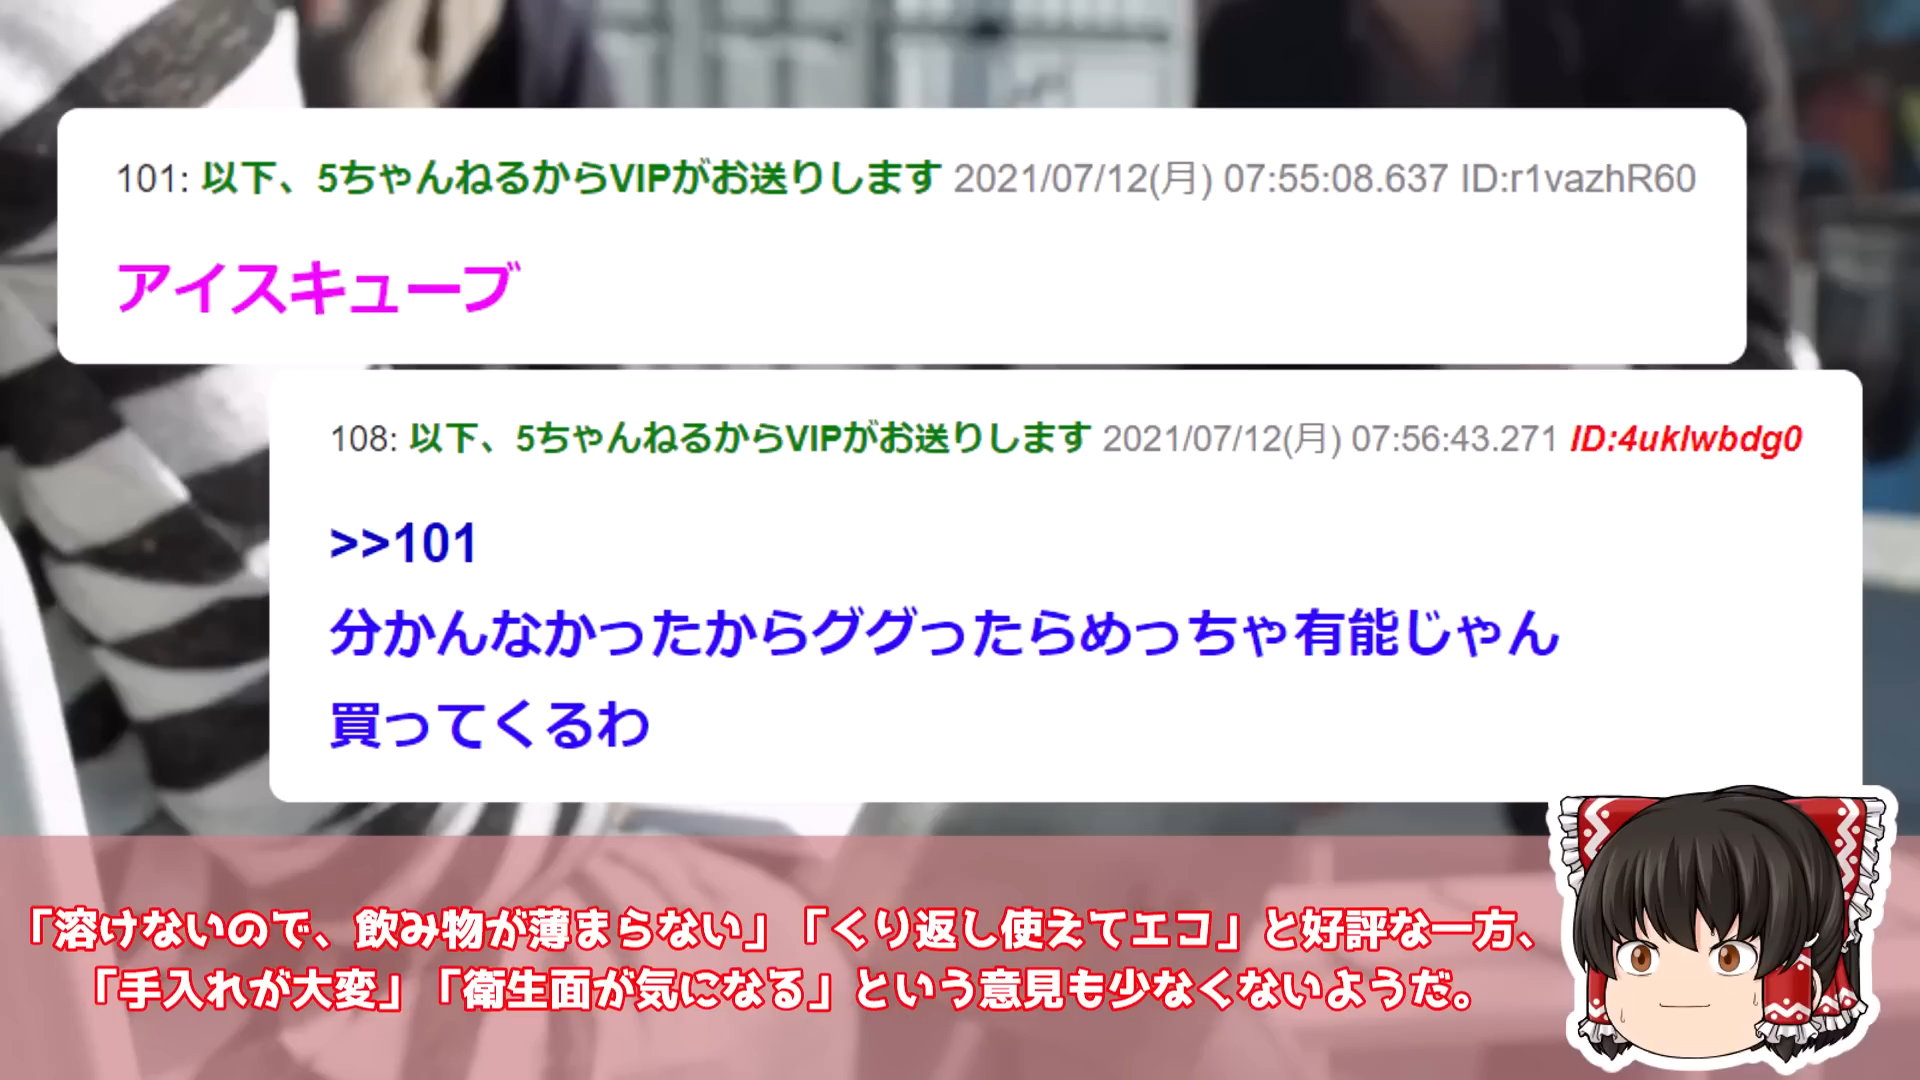 101: 以下、5ちゃんねるからVIPがお送りします 2021/07/12(月) 07:55:08.637 ID:r1vazhR60
アイスキューブ
108: 以下、5ちゃんねるからVIPがお送りします 2021/07/12(月) 07:56:43.271 ID:4uklwbdg0
>>101
分かんなかったからググったらめっちゃ有能じゃん
買ってくるわ
「溶けないので、飲み物が薄まらない」「くり返し使えてエコ」と好評な一方、
「手入れが大変」「衛生面が気になる」という意見も少なくないようだ。